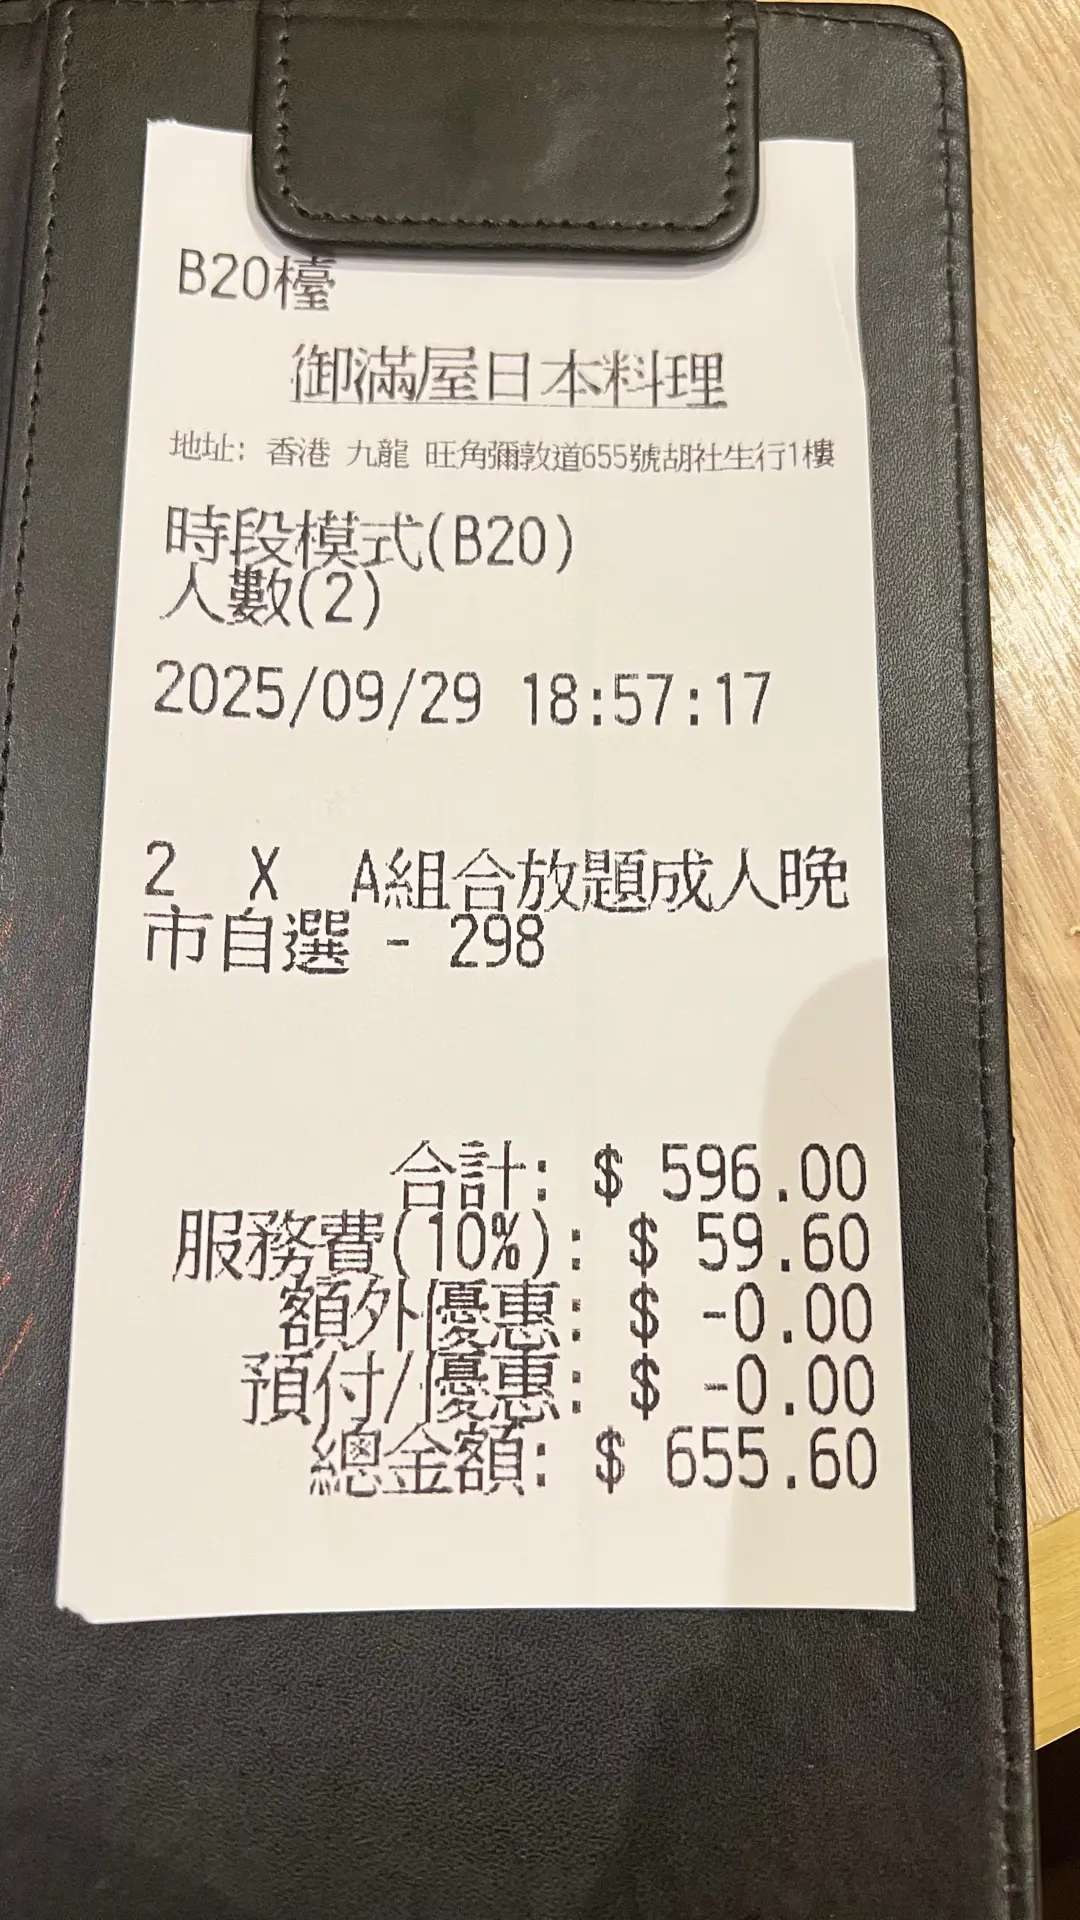 B20檯
御滿屋日本料理
地址: 香港 九龍 旺角彌敦道655號胡社生行1樓
時段模式(B20)
人數(2)
2025/09/29 18:57:17
2 X A組合放題成人晚
市自選 - 298
合計: $ 596.00
服務費(10%): $ 59.60
額外優惠: $ -0.00
預付/優惠: $ -0.00
總金額: $ 655.60